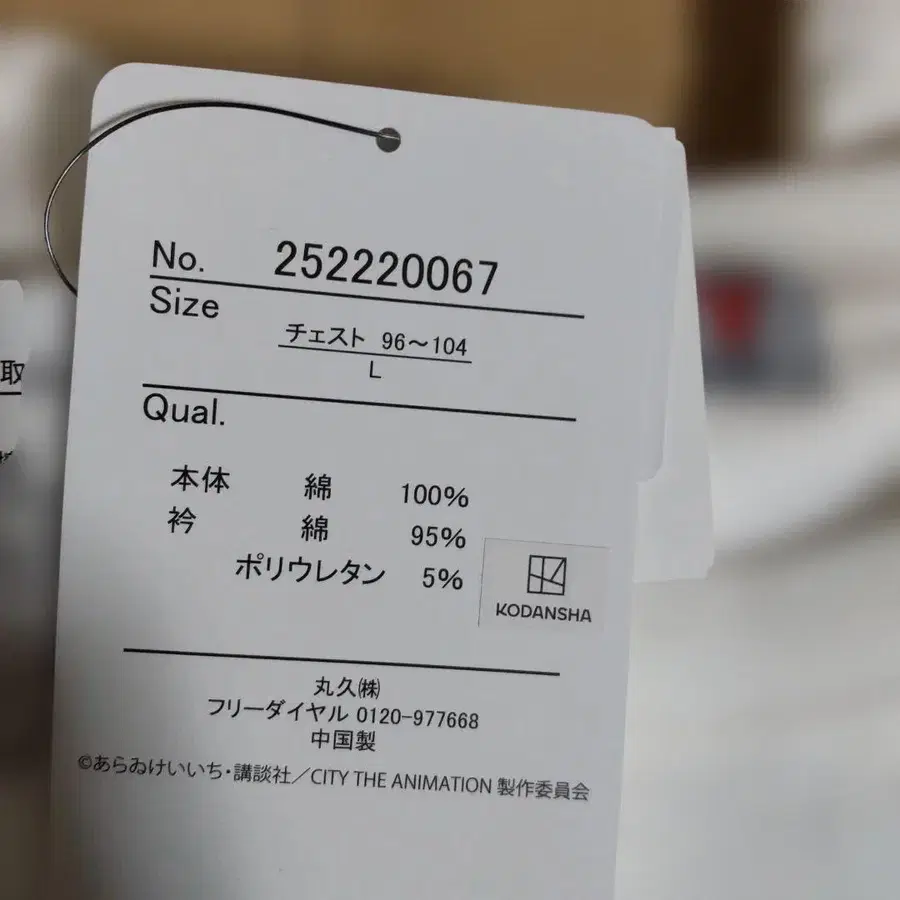 No. 252220067
Size
チェスト 96～104
L
Qual.
本体 綿 100%
衿 綿 95%
ポリウレタン 5%
KODANSHA
丸久㈱
フリーダイヤル 0120-977668
中国製
©あらゐけいいち・講談社／CITY THE ANIMATION 製作委員会
取